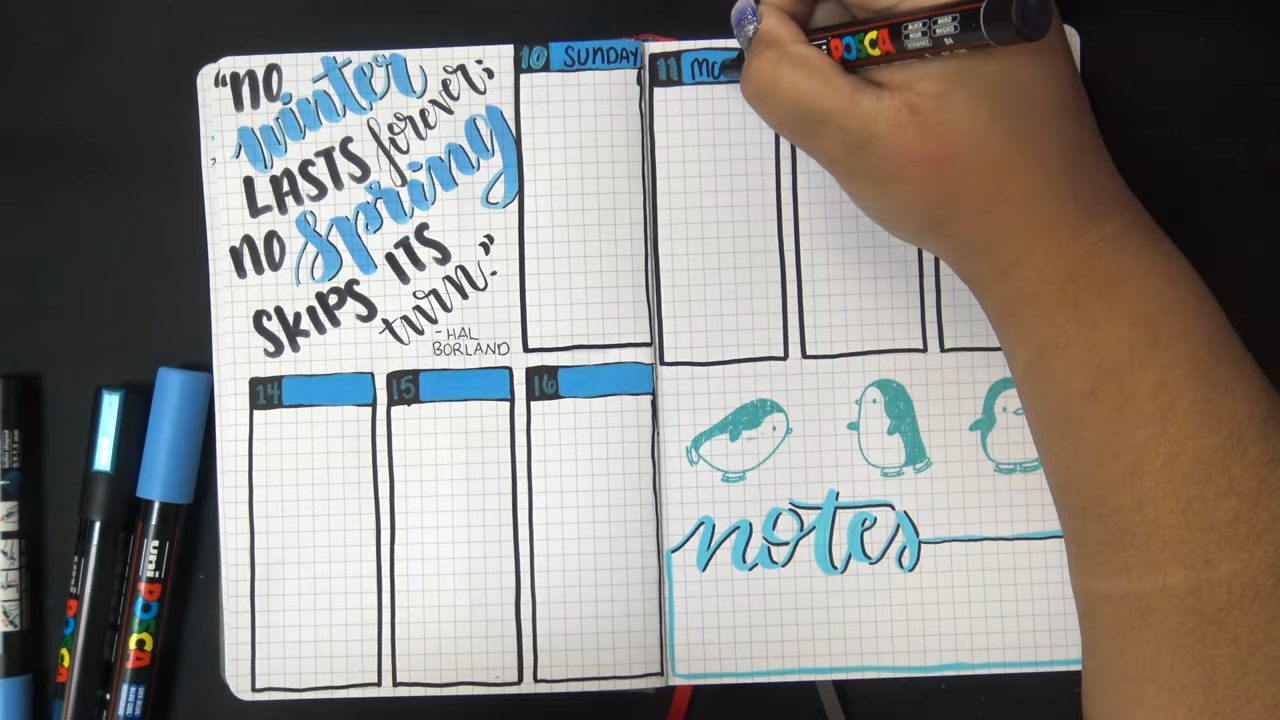 “no
winter
LASTS forever;
no spring
SKIPS ITS
turn.”
- HAL
BORLAND
10 SUNDAY
11 MO
14
15
16
notes
POSCA
uni POSCA
POSCA